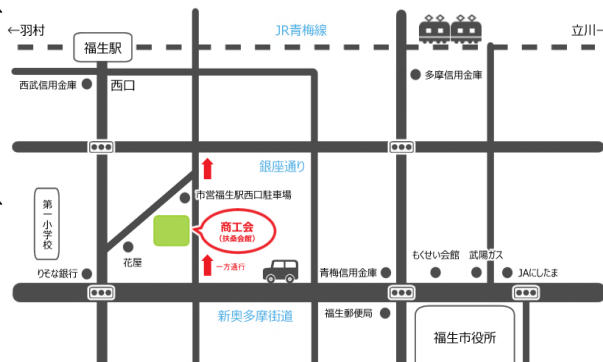 ←羽村
JR青梅線
立川
福生駅
西武信用金庫
西口
多摩信用金庫
銀座通り
市営福生駅西口駐車場
第一小学校
商工会
(扶桑会館)
花屋
一方通行
りそな銀行
青梅信用金庫
もくせい会館
武陽ガス
JAにしたま
新奥多摩街道
福生郵便局
福生市役所